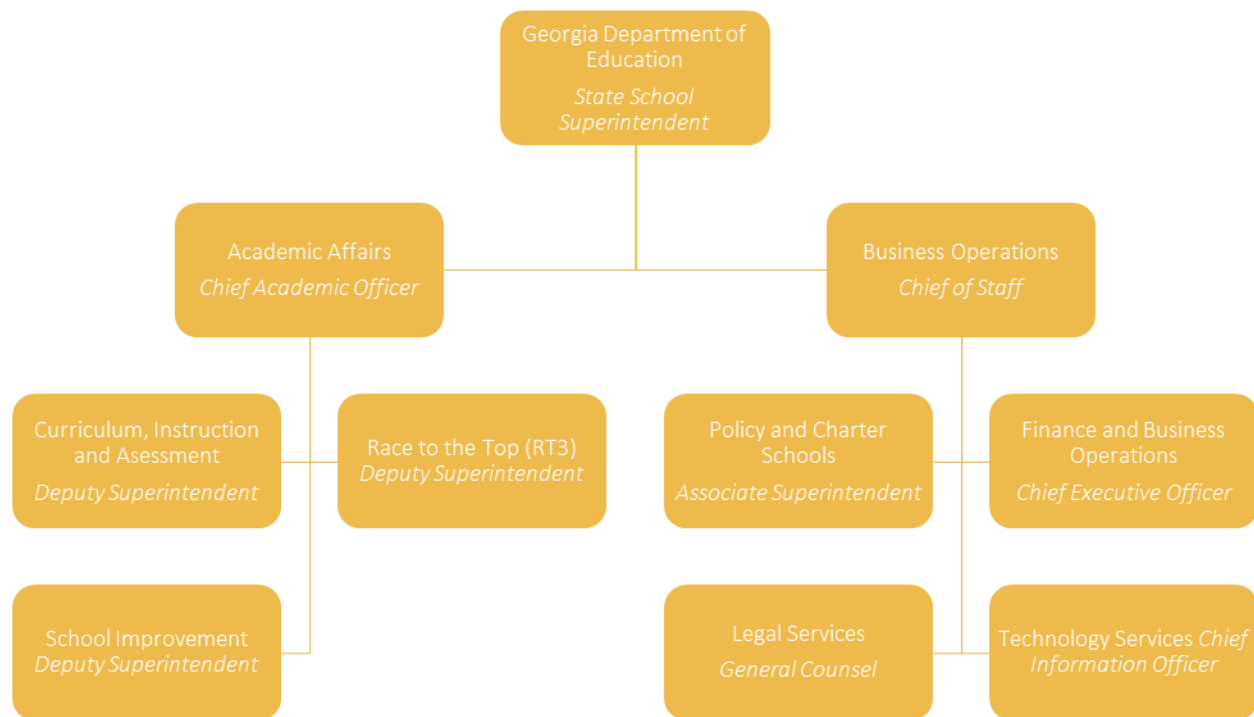 Georgia Department of
Education
State School
Superintendent
Academic Affairs
Chief Academic Officer
Business Operations
Chief of Staff
Curriculum, Instruction
and Asessment
Deputy Superintendent
Race to the Top (RT3)
Deputy Superintendent
Policy and Charter
Schools
Associate Superintendent
Finance and Business
Operations
Chief Executive Officer
School Improvement
Deputy Superintendent
Legal Services
General Counsel
Technology Services Chief
Information Officer